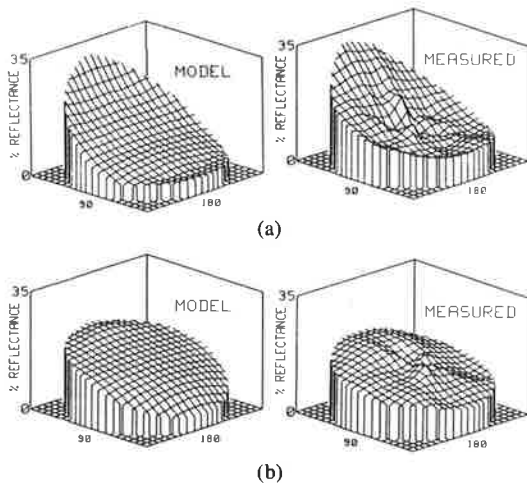 35
% REFLECTANCE
0
MODEL
90
180
35
% REFLECTANCE
0
MEASURED
90
180
(a)
35
% REFLECTANCE
0
MODEL
90
180
35
% REFLECTANCE
0
MEASURED
90
180
(b)